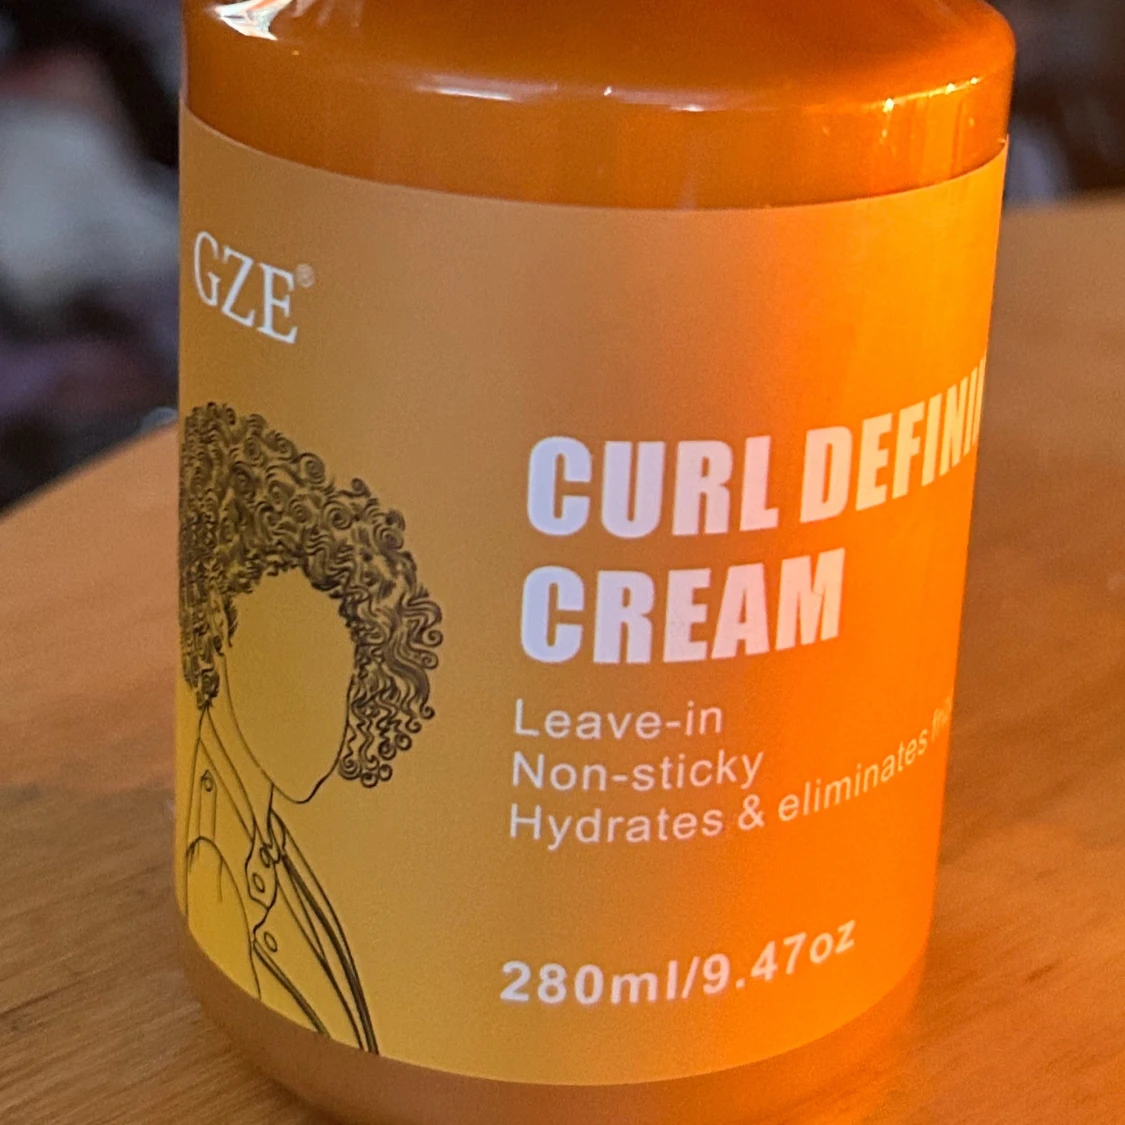 GZE®
CURL DEFINI
CREAM
Leave-in
Non-sticky
Hydrates & eliminates
280ml/9.47oz